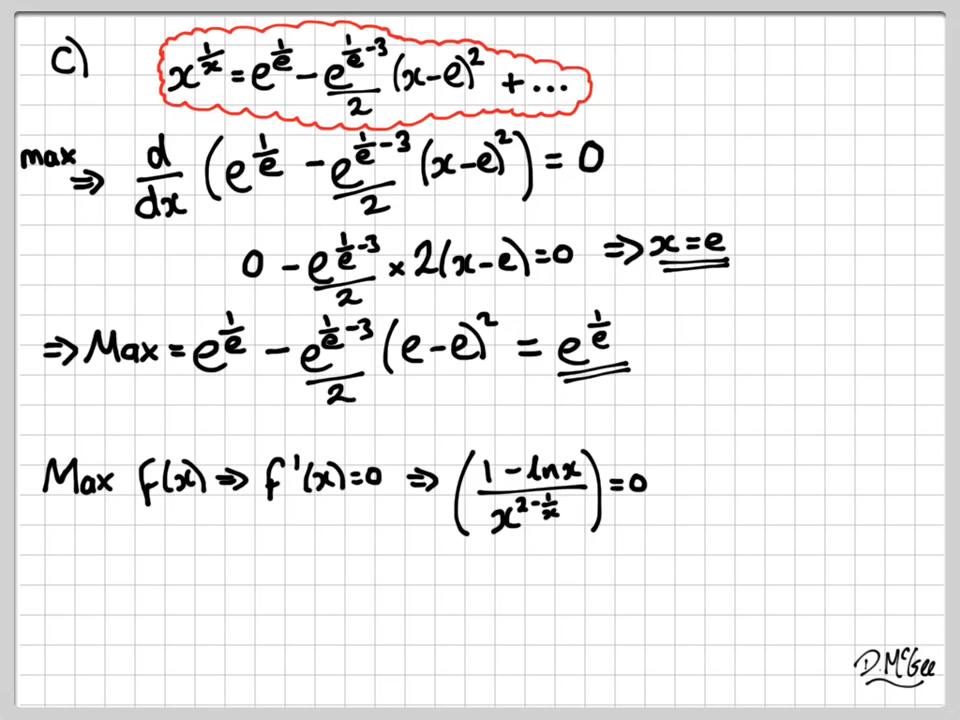 c) x^(1/x) = e^(1/e) − e^(1/e −3)/2 (x−e)² + ...
max ⇒ d/dx (e^(1/e) − e^(1/e −3)/2 (x−e)²) = 0
0 − e^(1/e −3)/2 × 2(x−e) = 0 ⇒ x = e
⇒ Max = e^(1/e) − e^(1/e −3)/2 (e−e)² = e^(1/e)
Max f(x) ⇒ f'(x) = 0 ⇒ ((1 − ln x)/x^(2 − 1/x)) = 0
D. McGee